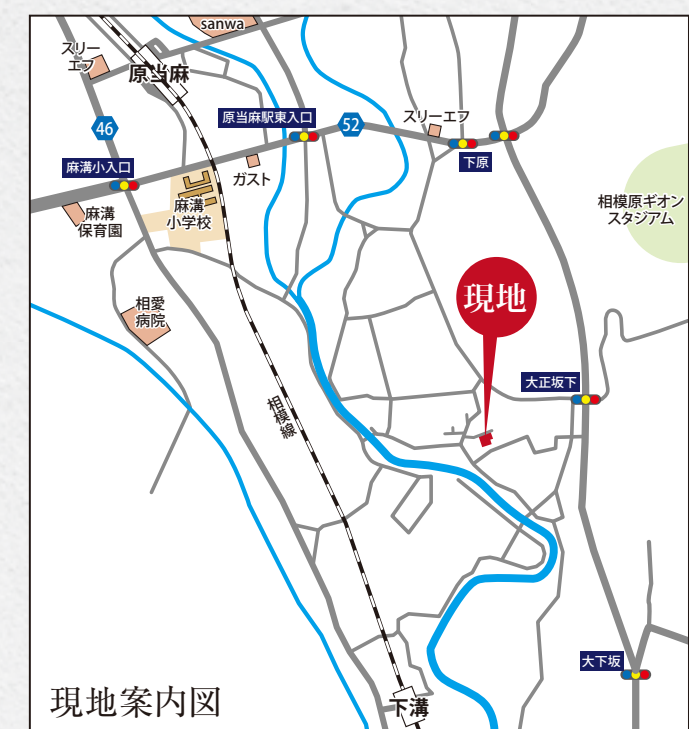 sanwa
スリー
エフ
原当麻
46
原当麻駅東入口
52
スリーエフ
下原
麻溝小入口
ガスト
麻溝
小学校
麻溝
保育園
相模原ギオン
スタジアム
現地
相愛
病院
大正坂下
相模線
大下坂
下溝
現地案内図